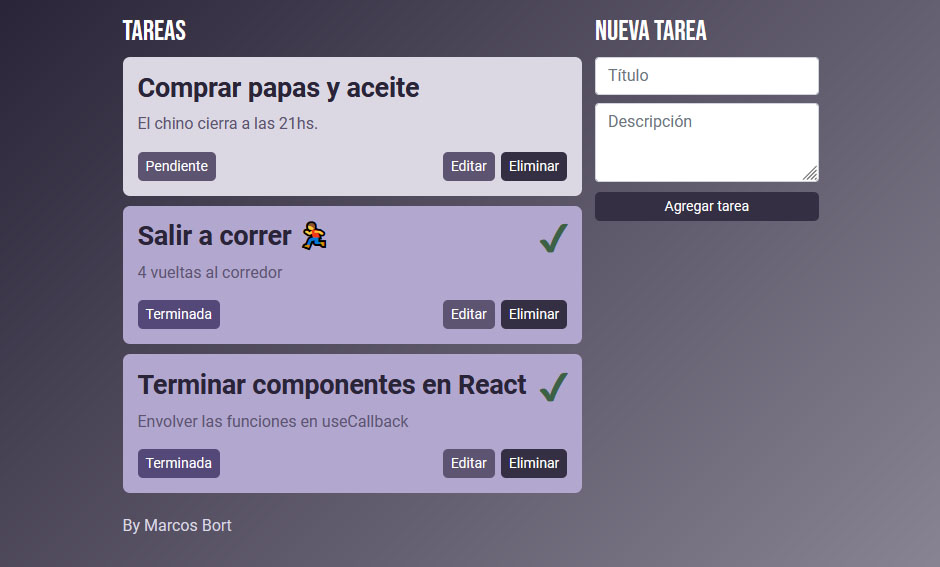 TAREAS
Comprar papas y aceite
El chino cierra a las 21hs.
Pendiente
Editar
Eliminar
Salir a correr 🏃
4 vueltas al corredor
Terminada
Editar
Eliminar
Terminar componentes en React
Envolver las funciones en useCallback
Terminada
Editar
Eliminar
By Marcos Bort
NUEVA TAREA
Título
Descripción
Agregar tarea